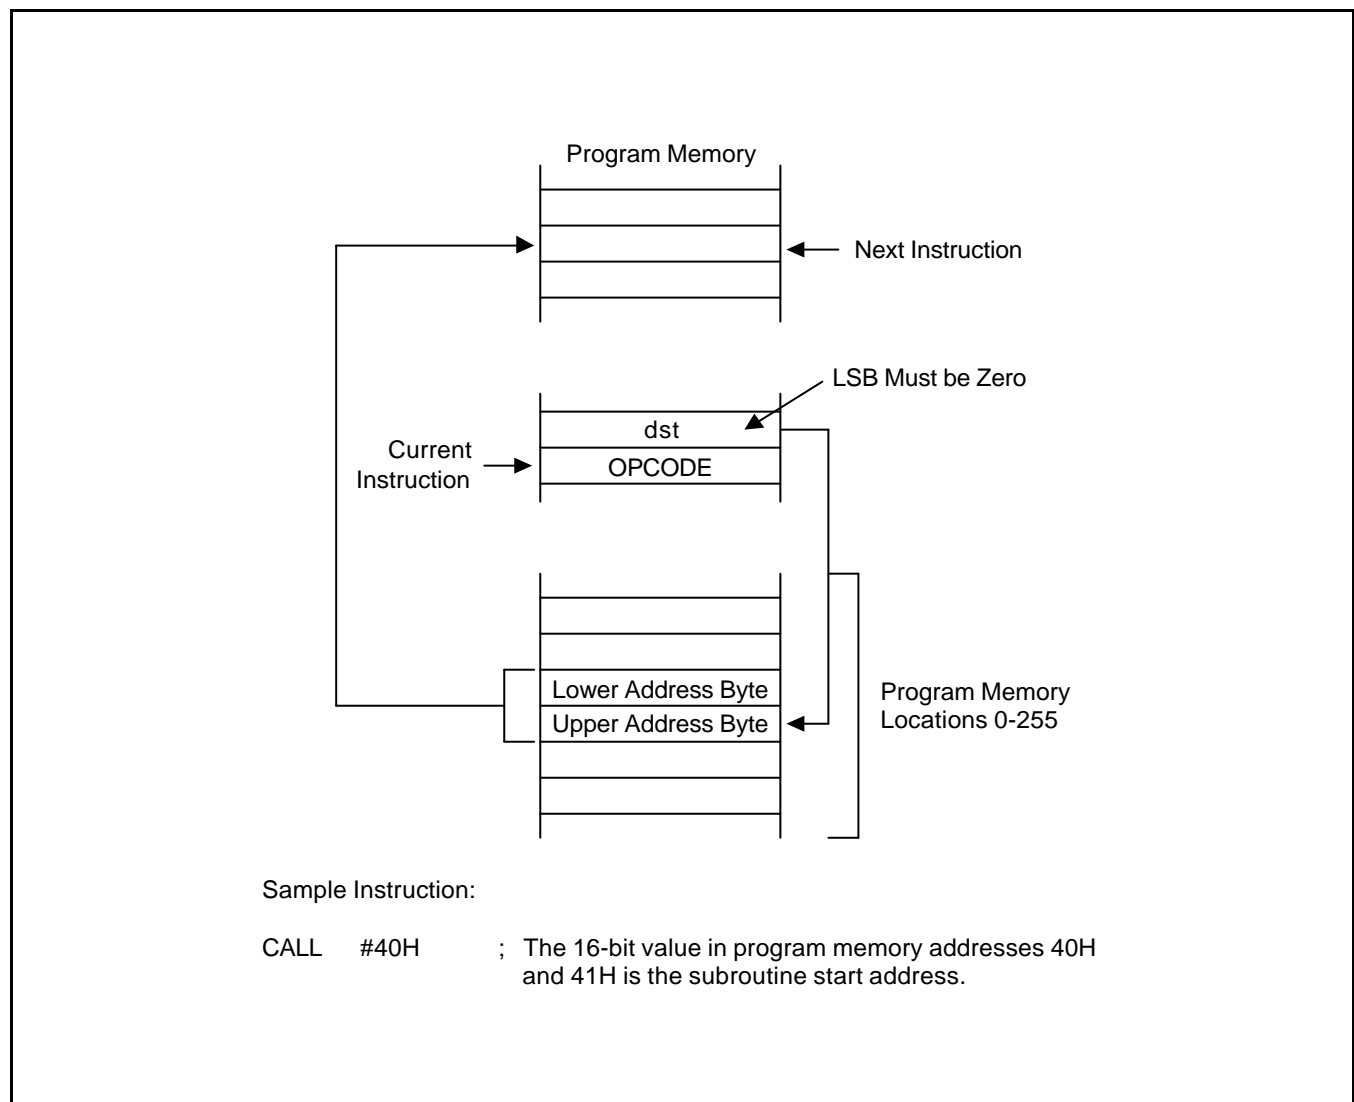 Program Memory
Next Instruction
LSB Must be Zero
dst
Current
Instruction
OPCODE
Lower Address Byte
Upper Address Byte
Program Memory
Locations 0-255
Sample Instruction:
CALL #40H ; The 16-bit value in program memory addresses 40H
and 41H is the subroutine start address.